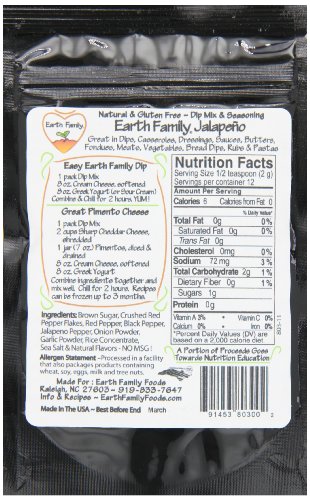 Natural & Gluten Free ~ Dip Mix & Seasoning
Earth Family, Jalapeño
Earth Family
Great in Dips, Casseroles, Dressings, Sauces, Butters,
Fondues, Meats, Vegetables, Bread Dips, Rubs & Pastas
Easy Earth Family Dip
1 pack Dip Mix
8 oz. Cream Cheese, softened
8 oz. Greek Yogurt (or Sour Cream)
Combine & Chill for 2 hours. YUM!
Great Pimento Cheese
1 pack Dip Mix
2 cups Sharp Cheddar Cheese,
shredded
1 jar (7 oz.) Pimentos, diced &
drained
8 oz. Cream Cheese, softened
8 oz. Greek Yogurt
Combine ingredients together and
mix well. Chill for 2 hours. Recipes
can be frozen up to 3 months
Ingredients: Brown Sugar, Crushed Red
Pepper Flakes, Red Pepper, Black Pepper,
Jalapeno Pepper, Onion Powder,
Garlic Powder, Rice Concentrate,
Sea Salt & Natural Flavors - NO MSG !
Allergen Statement - Processed in a facility
that also packages products containing
wheat, soy, eggs, milk and tree nuts.
Nutrition Facts
Serving Size 1/2 teaspoon (2 g)
Servings per container 12
Amount Per Serving
Calories 6 Calories from Fat 0
% Daily Value*
Total Fat 0g 0%
Saturated Fat 0g 0%
Trans Fat 0g
Cholesterol 0mg 0%
Sodium 72 mg 3%
Total Carbohydrate 2g 1%
Dietary Fiber 0g 0%
Sugars 1g
Protein 0g
Vitamin A 3% • Vitamin C 0%
Calcium 0% • Iron 0%
*Percent Daily Values (DV) are
based on a 2,000 calorie diet
A Portion of Proceeds Goes
Towards Nutrition Education
Made For : Earth Family Foods
Raleigh, NC 27603 ~ 919-833-7647
Info & Recipes ~ EarthFamilyFoods.com
Made In The USA ~ Best Before End March
91453 80300 2